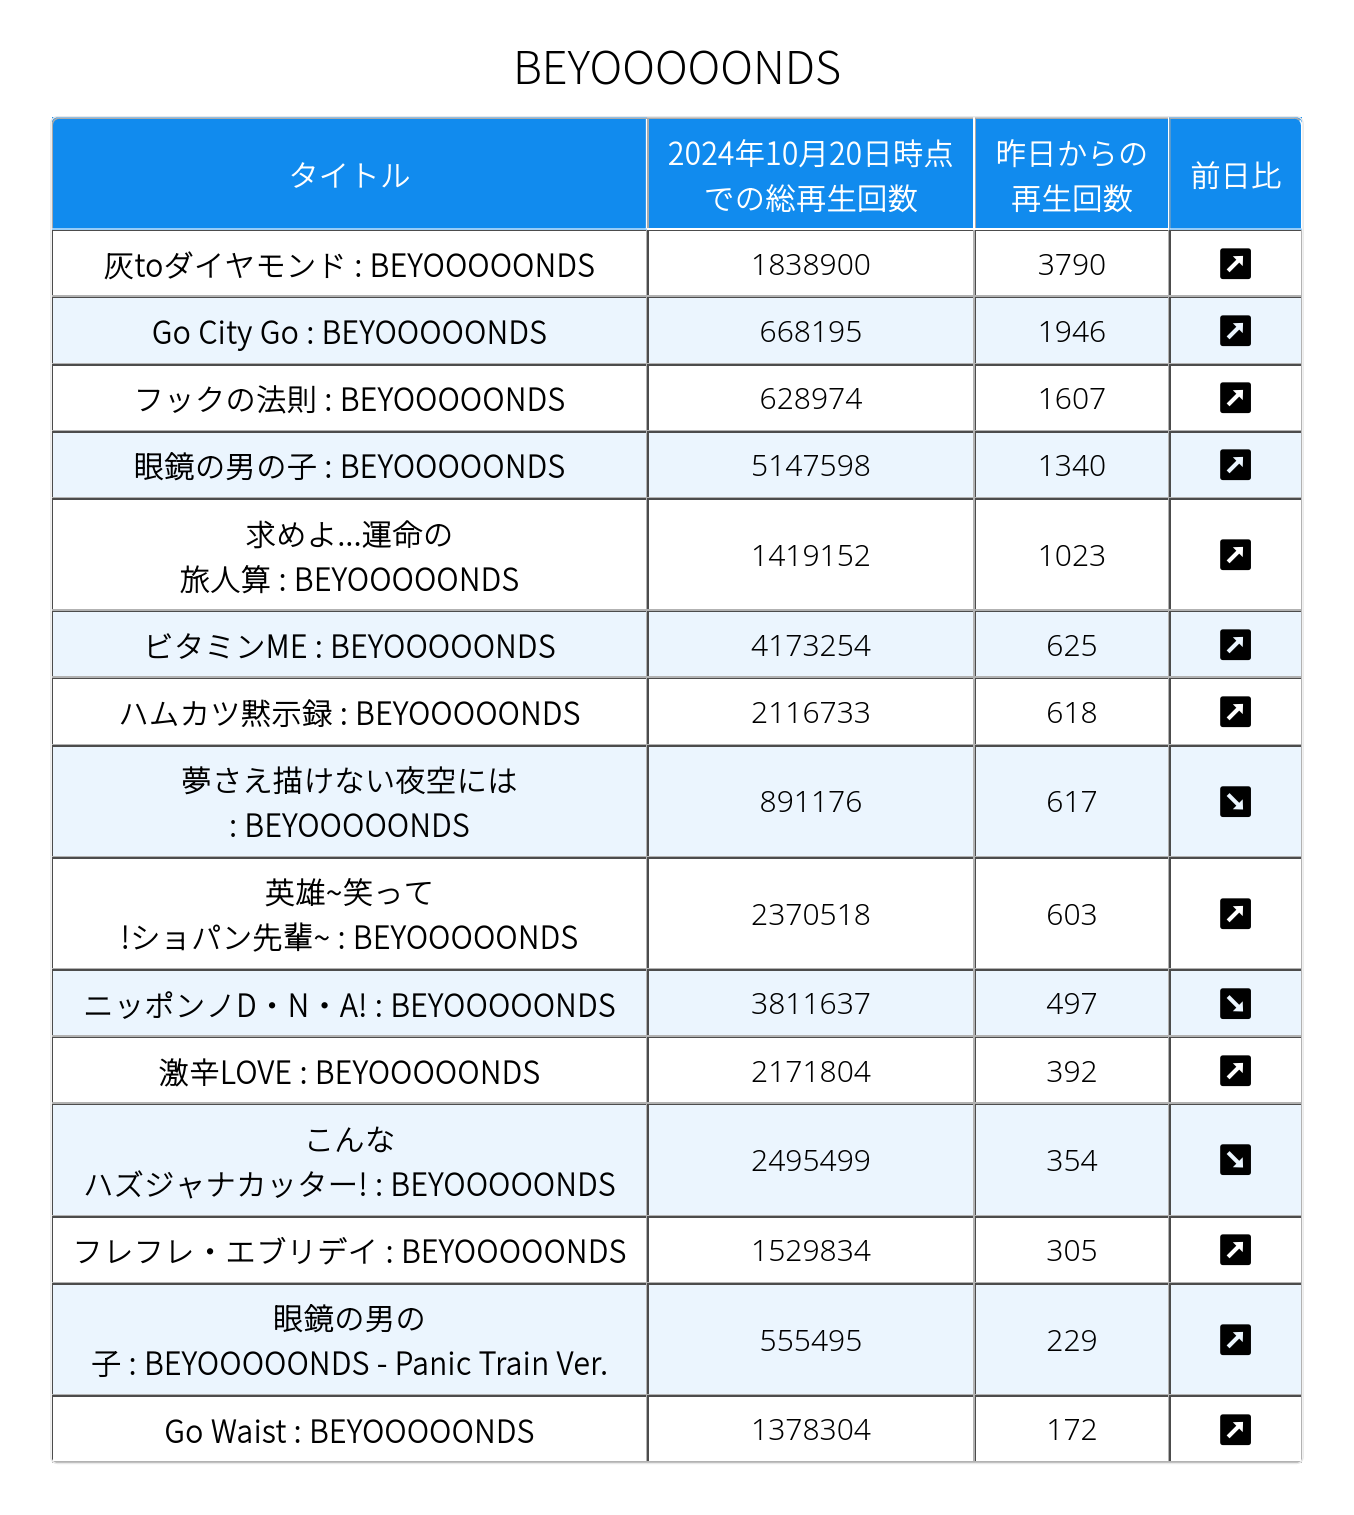 BEYOOOOONDS
タイトル
2024年10月20日時点
での総再生回数
昨日からの
再生回数
前日比
灰toダイヤモンド : BEYOOOOONDS
1838900
3790
Go City Go : BEYOOOOONDS
668195
1946
フックの法則 : BEYOOOOONDS
628974
1607
眼鏡の男の子 : BEYOOOOONDS
5147598
1340
求めよ...運命の
旅人算 : BEYOOOOONDS
1419152
1023
ビタミンME : BEYOOOOONDS
4173254
625
ハムカツ黙示録 : BEYOOOOONDS
2116733
618
夢さえ描けない夜空には
: BEYOOOOONDS
891176
617
英雄~笑って
!ショパン先輩~ : BEYOOOOONDS
2370518
603
ニッポンノD・N・A! : BEYOOOOONDS
3811637
497
激辛LOVE : BEYOOOOONDS
2171804
392
こんな
ハズジャナカッター! : BEYOOOOONDS
2495499
354
フレフレ・エブリデイ : BEYOOOOONDS
1529834
305
眼鏡の男の
子 : BEYOOOOONDS - Panic Train Ver.
555495
229
Go Waist : BEYOOOOONDS
1378304
172